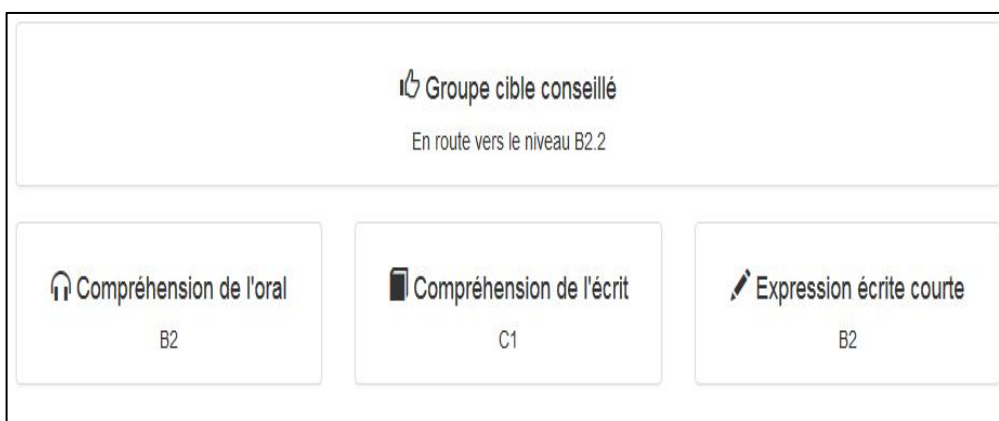 Groupe cible conseillé
En route vers le niveau B2.2
Compréhension de l'oral
B2
Compréhension de l'écrit
C1
Expression écrite courte
B2